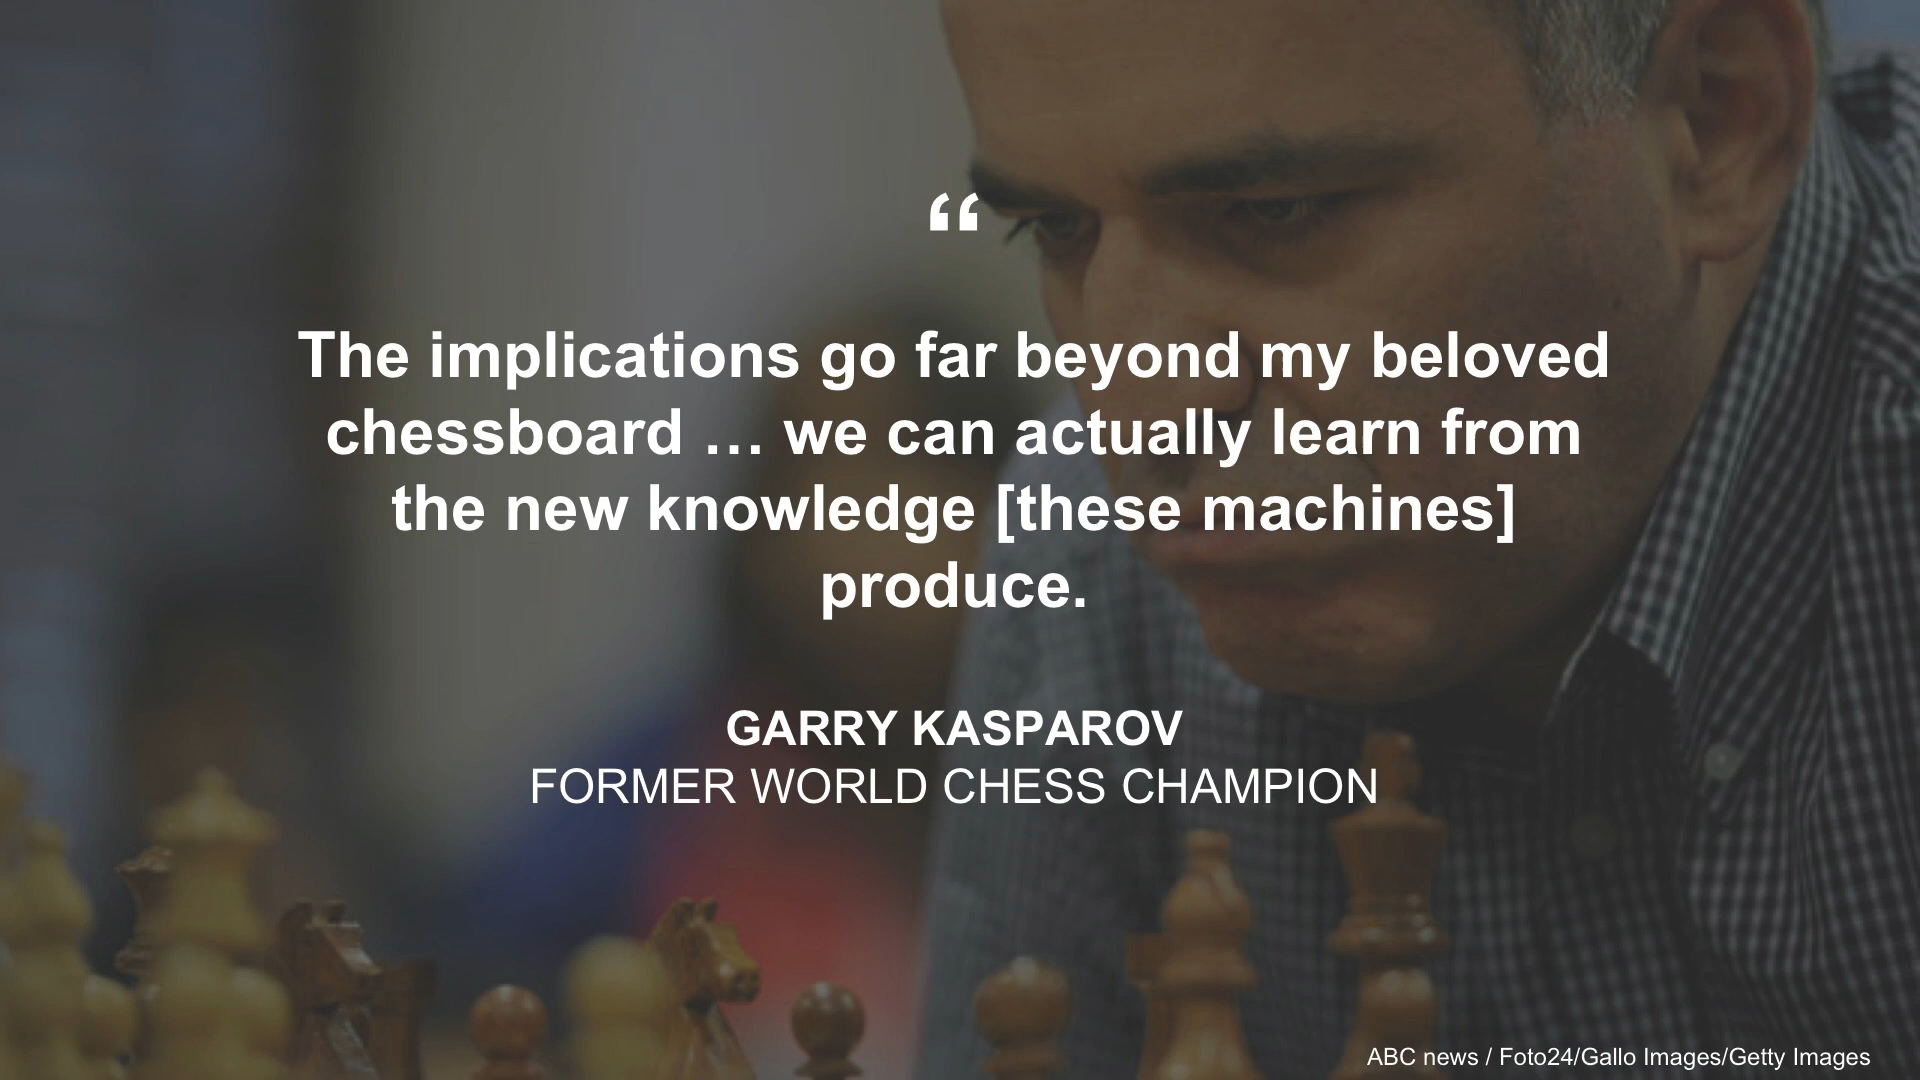 “
The implications go far beyond my beloved
chessboard … we can actually learn from
the new knowledge [these machines]
produce.
GARRY KASPAROV
FORMER WORLD CHESS CHAMPION
ABC news / Foto24/Gallo Images/Getty Images